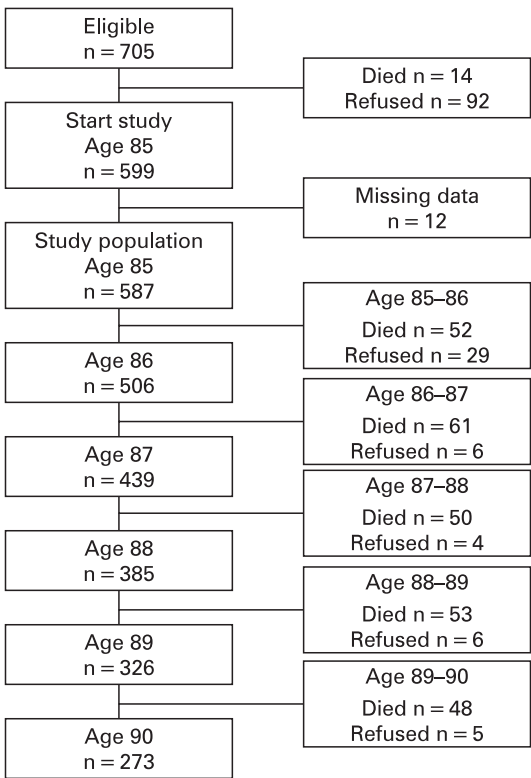 Eligible
n = 705
Died n = 14
Refused n = 92
Start study
Age 85
n = 599
Missing data
n = 12
Study population
Age 85
n = 587
Age 85–86
Died n = 52
Refused n = 29
Age 86
n = 506
Age 86–87
Died n = 61
Refused n = 6
Age 87
n = 439
Age 87–88
Died n = 50
Refused n = 4
Age 88
n = 385
Age 88–89
Died n = 53
Refused n = 6
Age 89
n = 326
Age 89–90
Died n = 48
Refused n = 5
Age 90
n = 273